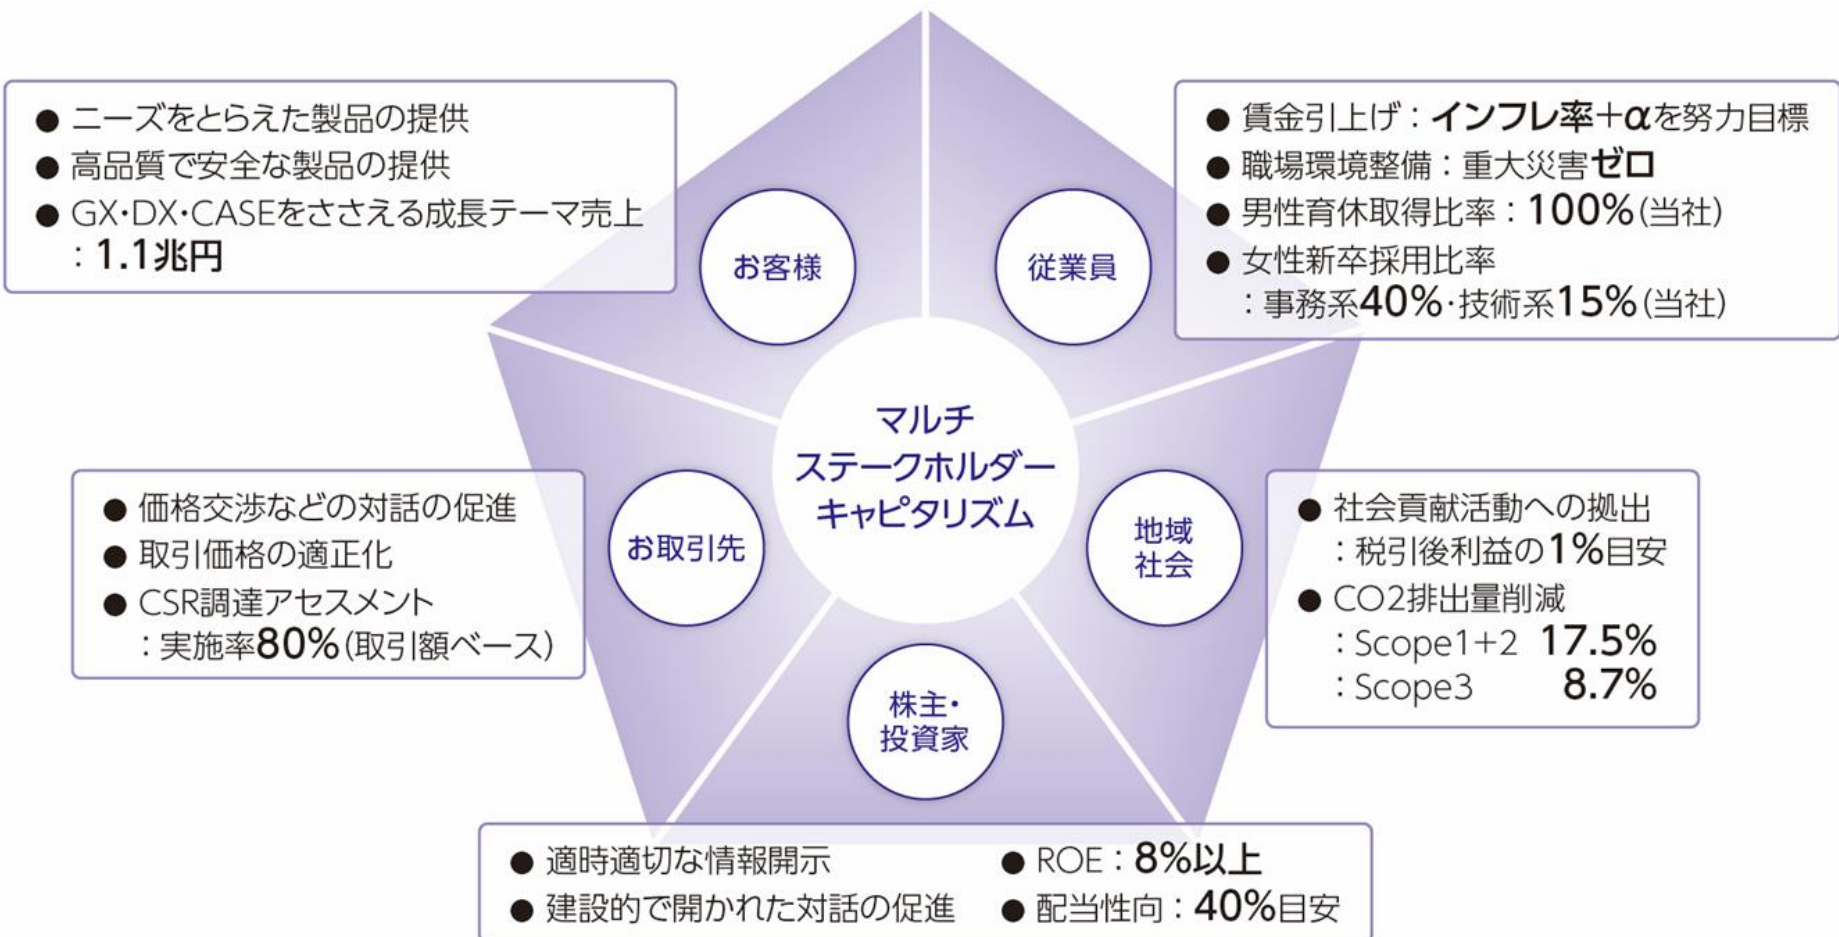 ● ニーズをとらえた製品の提供
● 高品質で安全な製品の提供
● GX・DX・CASEをささえる成長テーマ売上
：1.1兆円
お客様
従業員
● 賃金引上げ：インフレ率+αを努力目標
● 職場環境整備：重大災害ゼロ
● 男性育休取得比率：100%(当社)
● 女性新卒採用比率
：事務系40%・技術系15%(当社)
マルチ
ステークホルダー
キャピタリズム
● 価格交渉などの対話の促進
● 取引価格の適正化
● CSR調達アセスメント
：実施率80%(取引額ベース)
お取引先
地域
社会
● 社会貢献活動への拠出
：税引後利益の1%目安
● CO2排出量削減
：Scope1+2 17.5%
：Scope3 8.7%
株主・
投資家
● 適時適切な情報開示
● 建設的で開かれた対話の促進
● ROE：8%以上
● 配当性向：40%目安